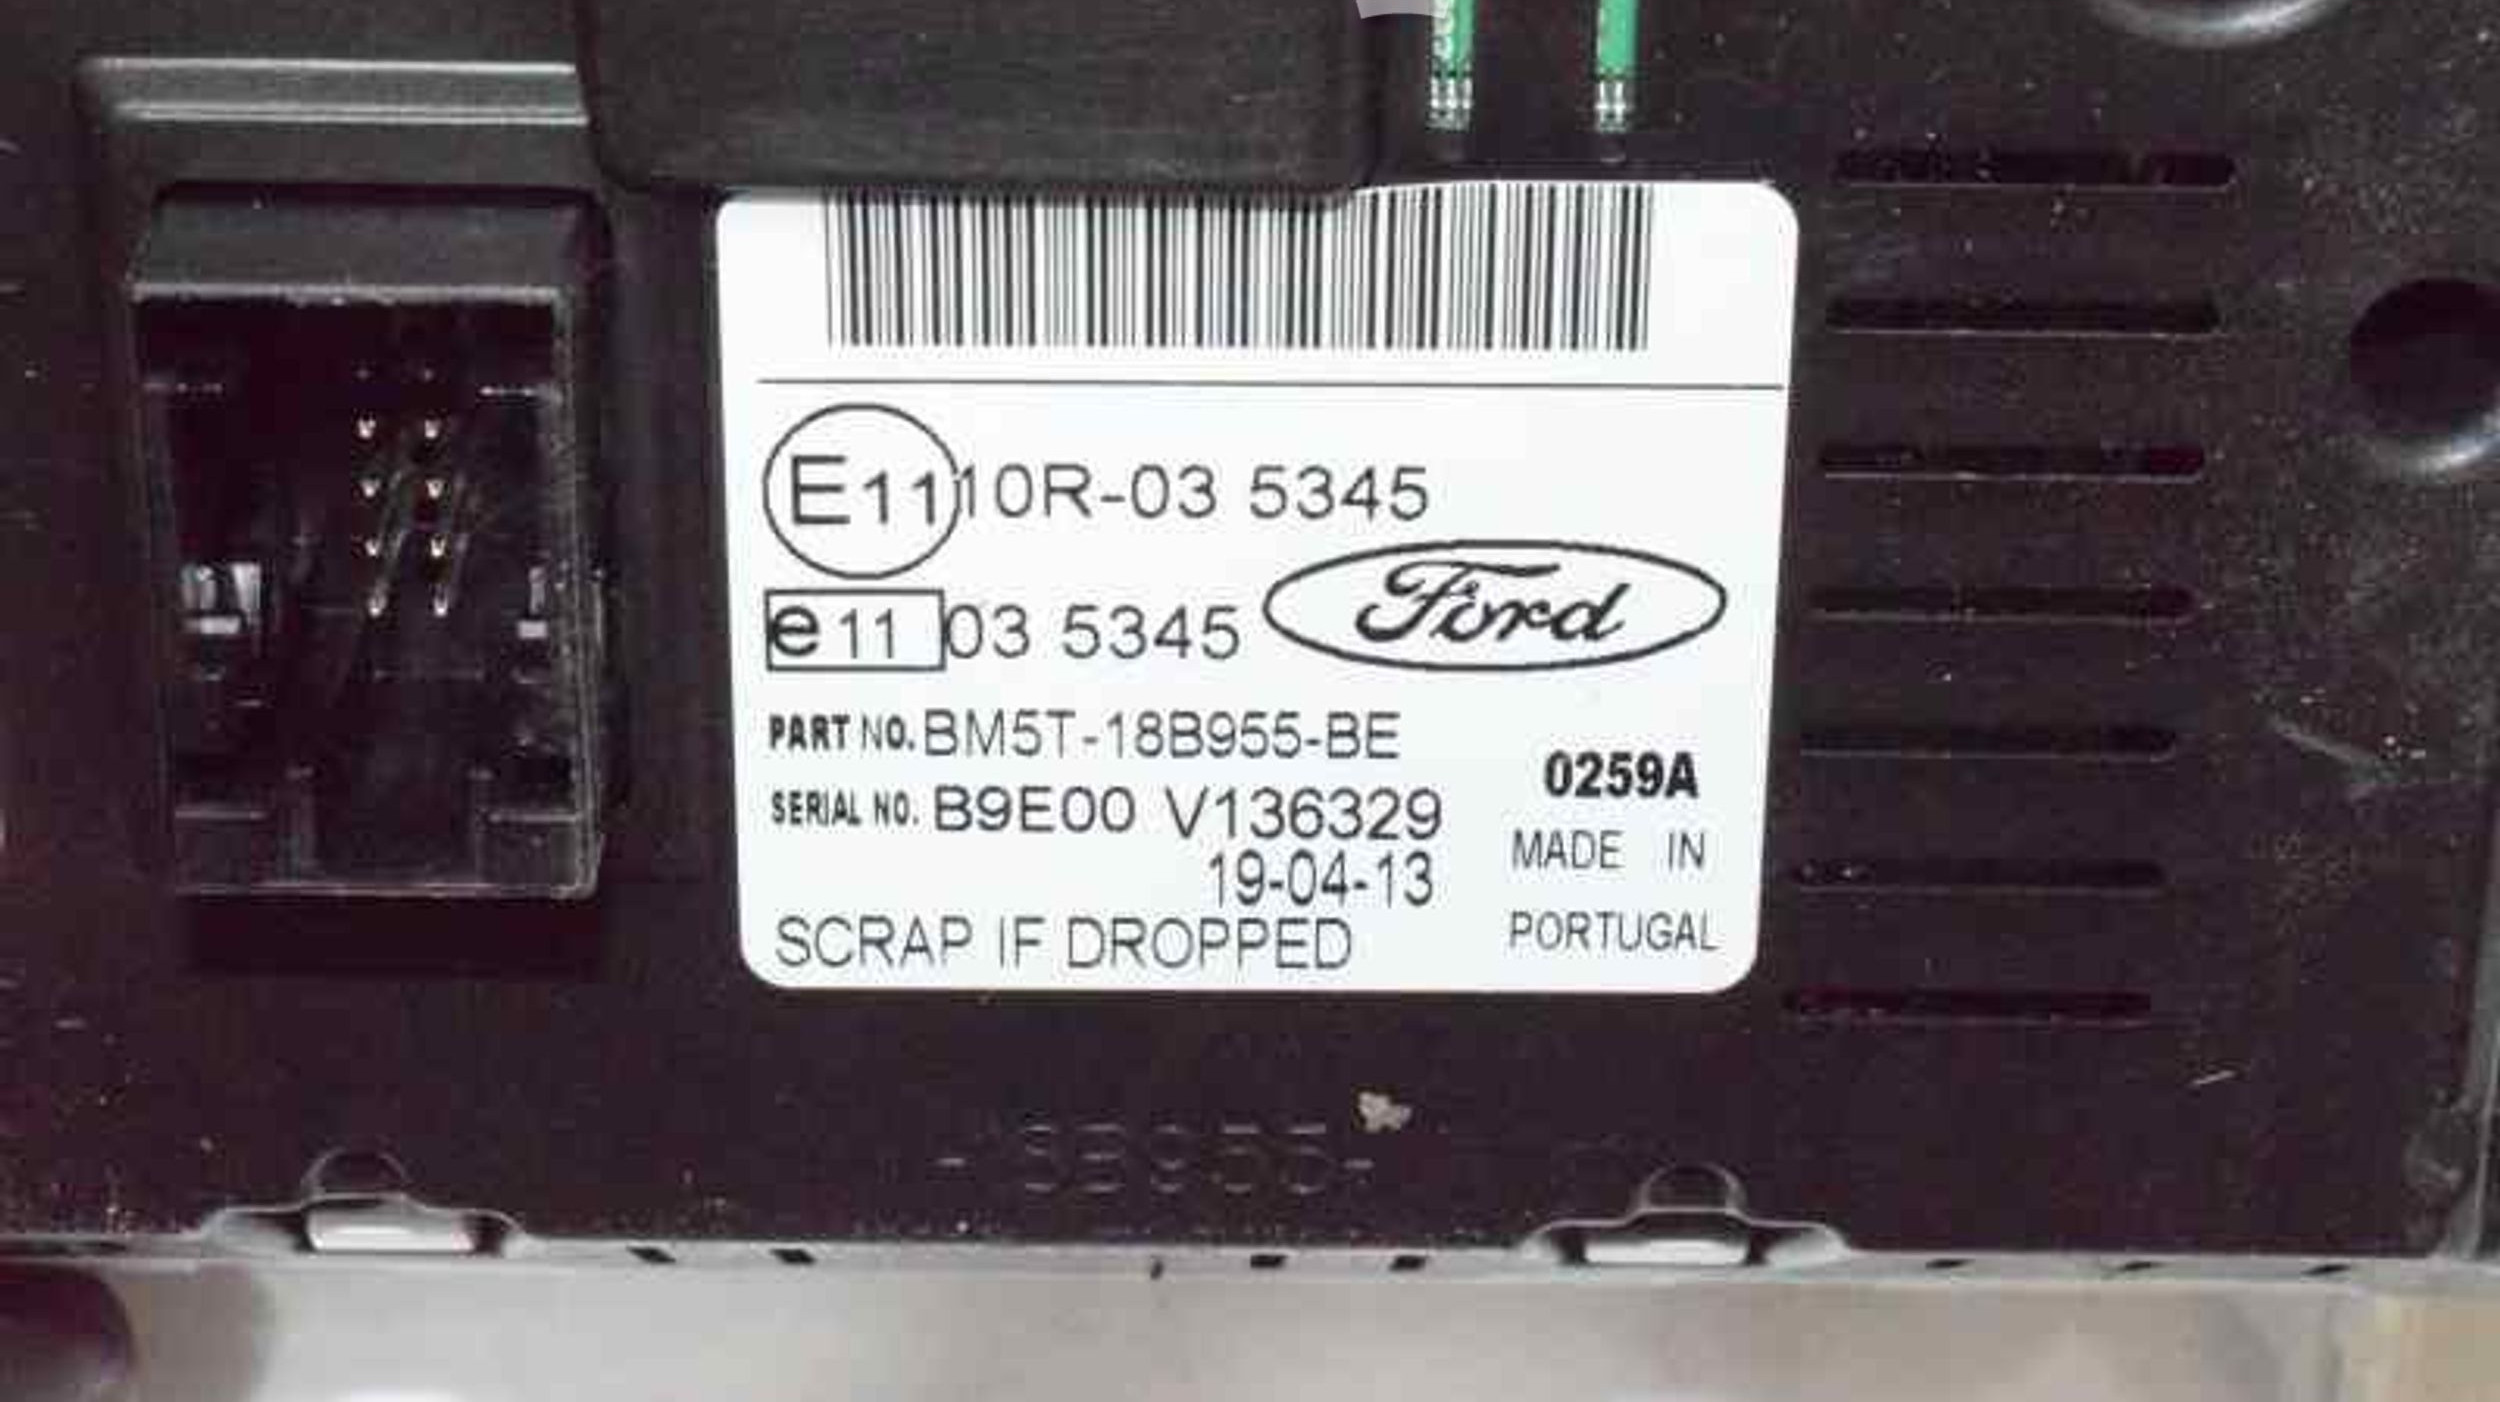 E11 10R-03 5345
e11 03 5345 Ford
PART NO. BM5T-18B955-BE
0259A
SERIAL NO. B9E00 V136329
MADE IN
19-04-13
SCRAP IF DROPPED
PORTUGAL